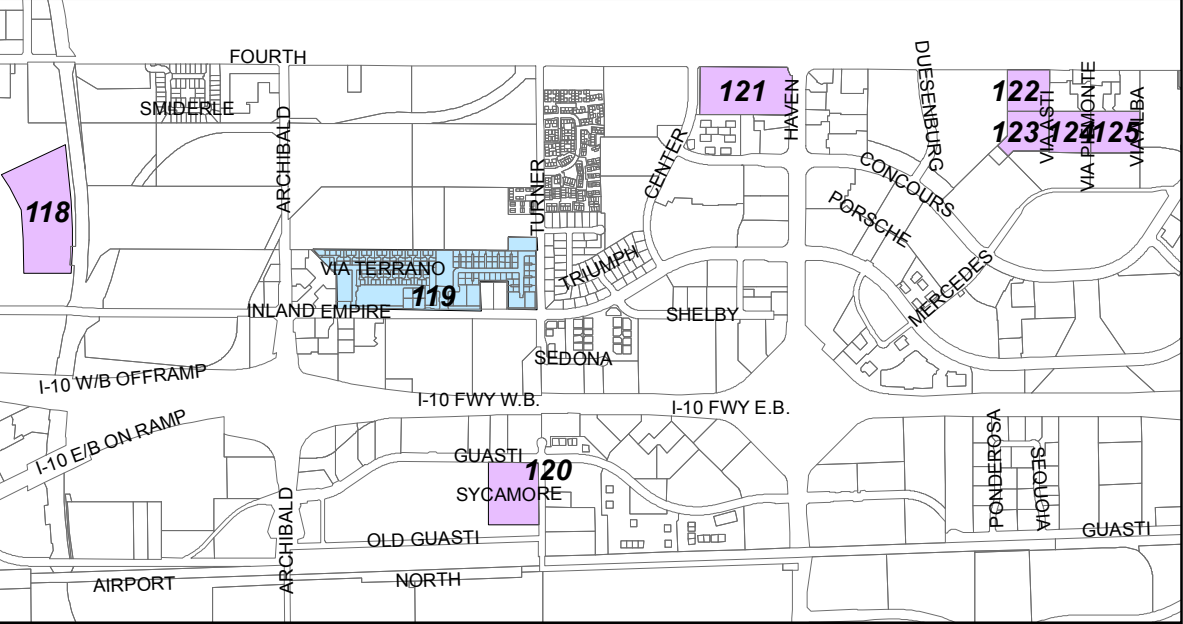 FOURTH
DUESENBURG
VIA PIEMONTE
121
122
HAVEN
VIA ASTI
VIA ALBA
SMIDERLE
ARCHIBALD
123
124
125
CENTER
TURNER
CONCOURS
118
PORSCHE
VIA TERRANO
TRIUMPH
119
MERCEDES
INLAND EMPIRE
SHELBY
SEDONA
I-10 W/B OFFRAMP
I-10 FWY W.B.
I-10 FWY E.B.
I-10 E/B ON RAMP
GUASTI
120
PONDEROSA
SEQUOIA
SYCAMORE
ARCHIBALD
OLD GUASTI
GUASTI
AIRPORT
NORTH